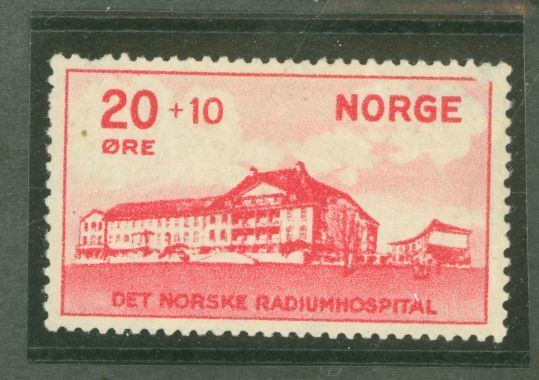 20 + 10 NORGE
ØRE
DET NORSKE RADIUMHOSPITAL